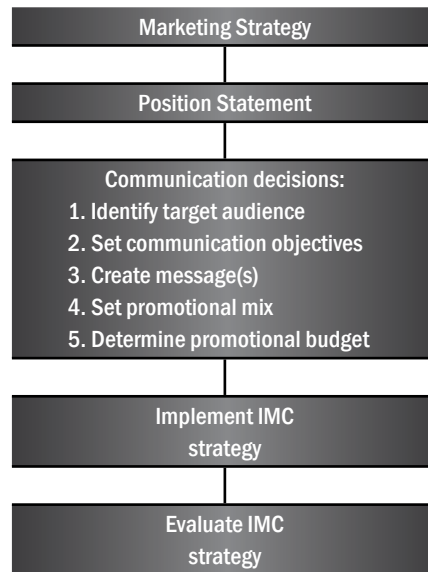 Marketing Strategy
Position Statement
Communication decisions:
1. Identify target audience
2. Set communication objectives
3. Create message(s)
4. Set promotional mix
5. Determine promotional budget
Implement IMC
strategy
Evaluate IMC
strategy